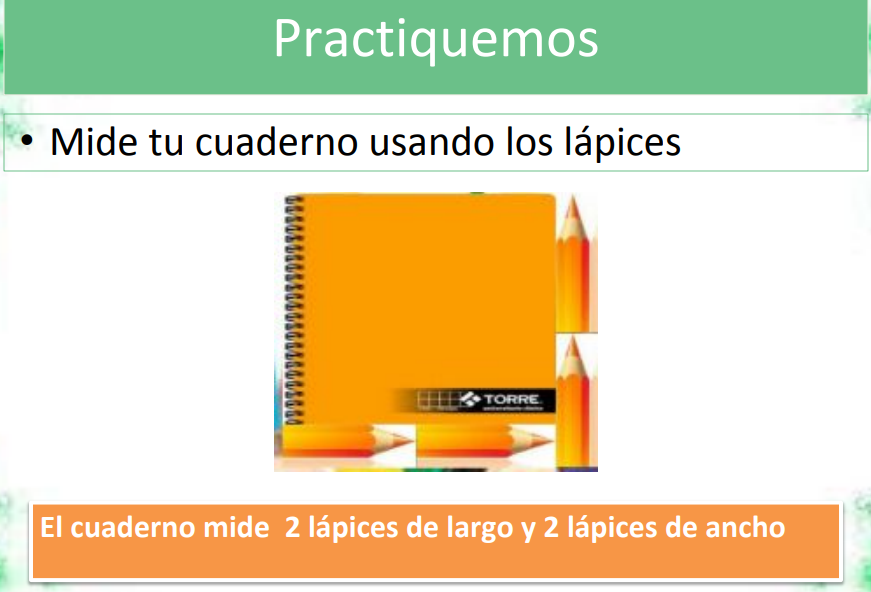 Practiquemos
• Mide tu cuaderno usando los lápices
TORRE
El cuaderno mide 2 lápices de largo y 2 lápices de ancho